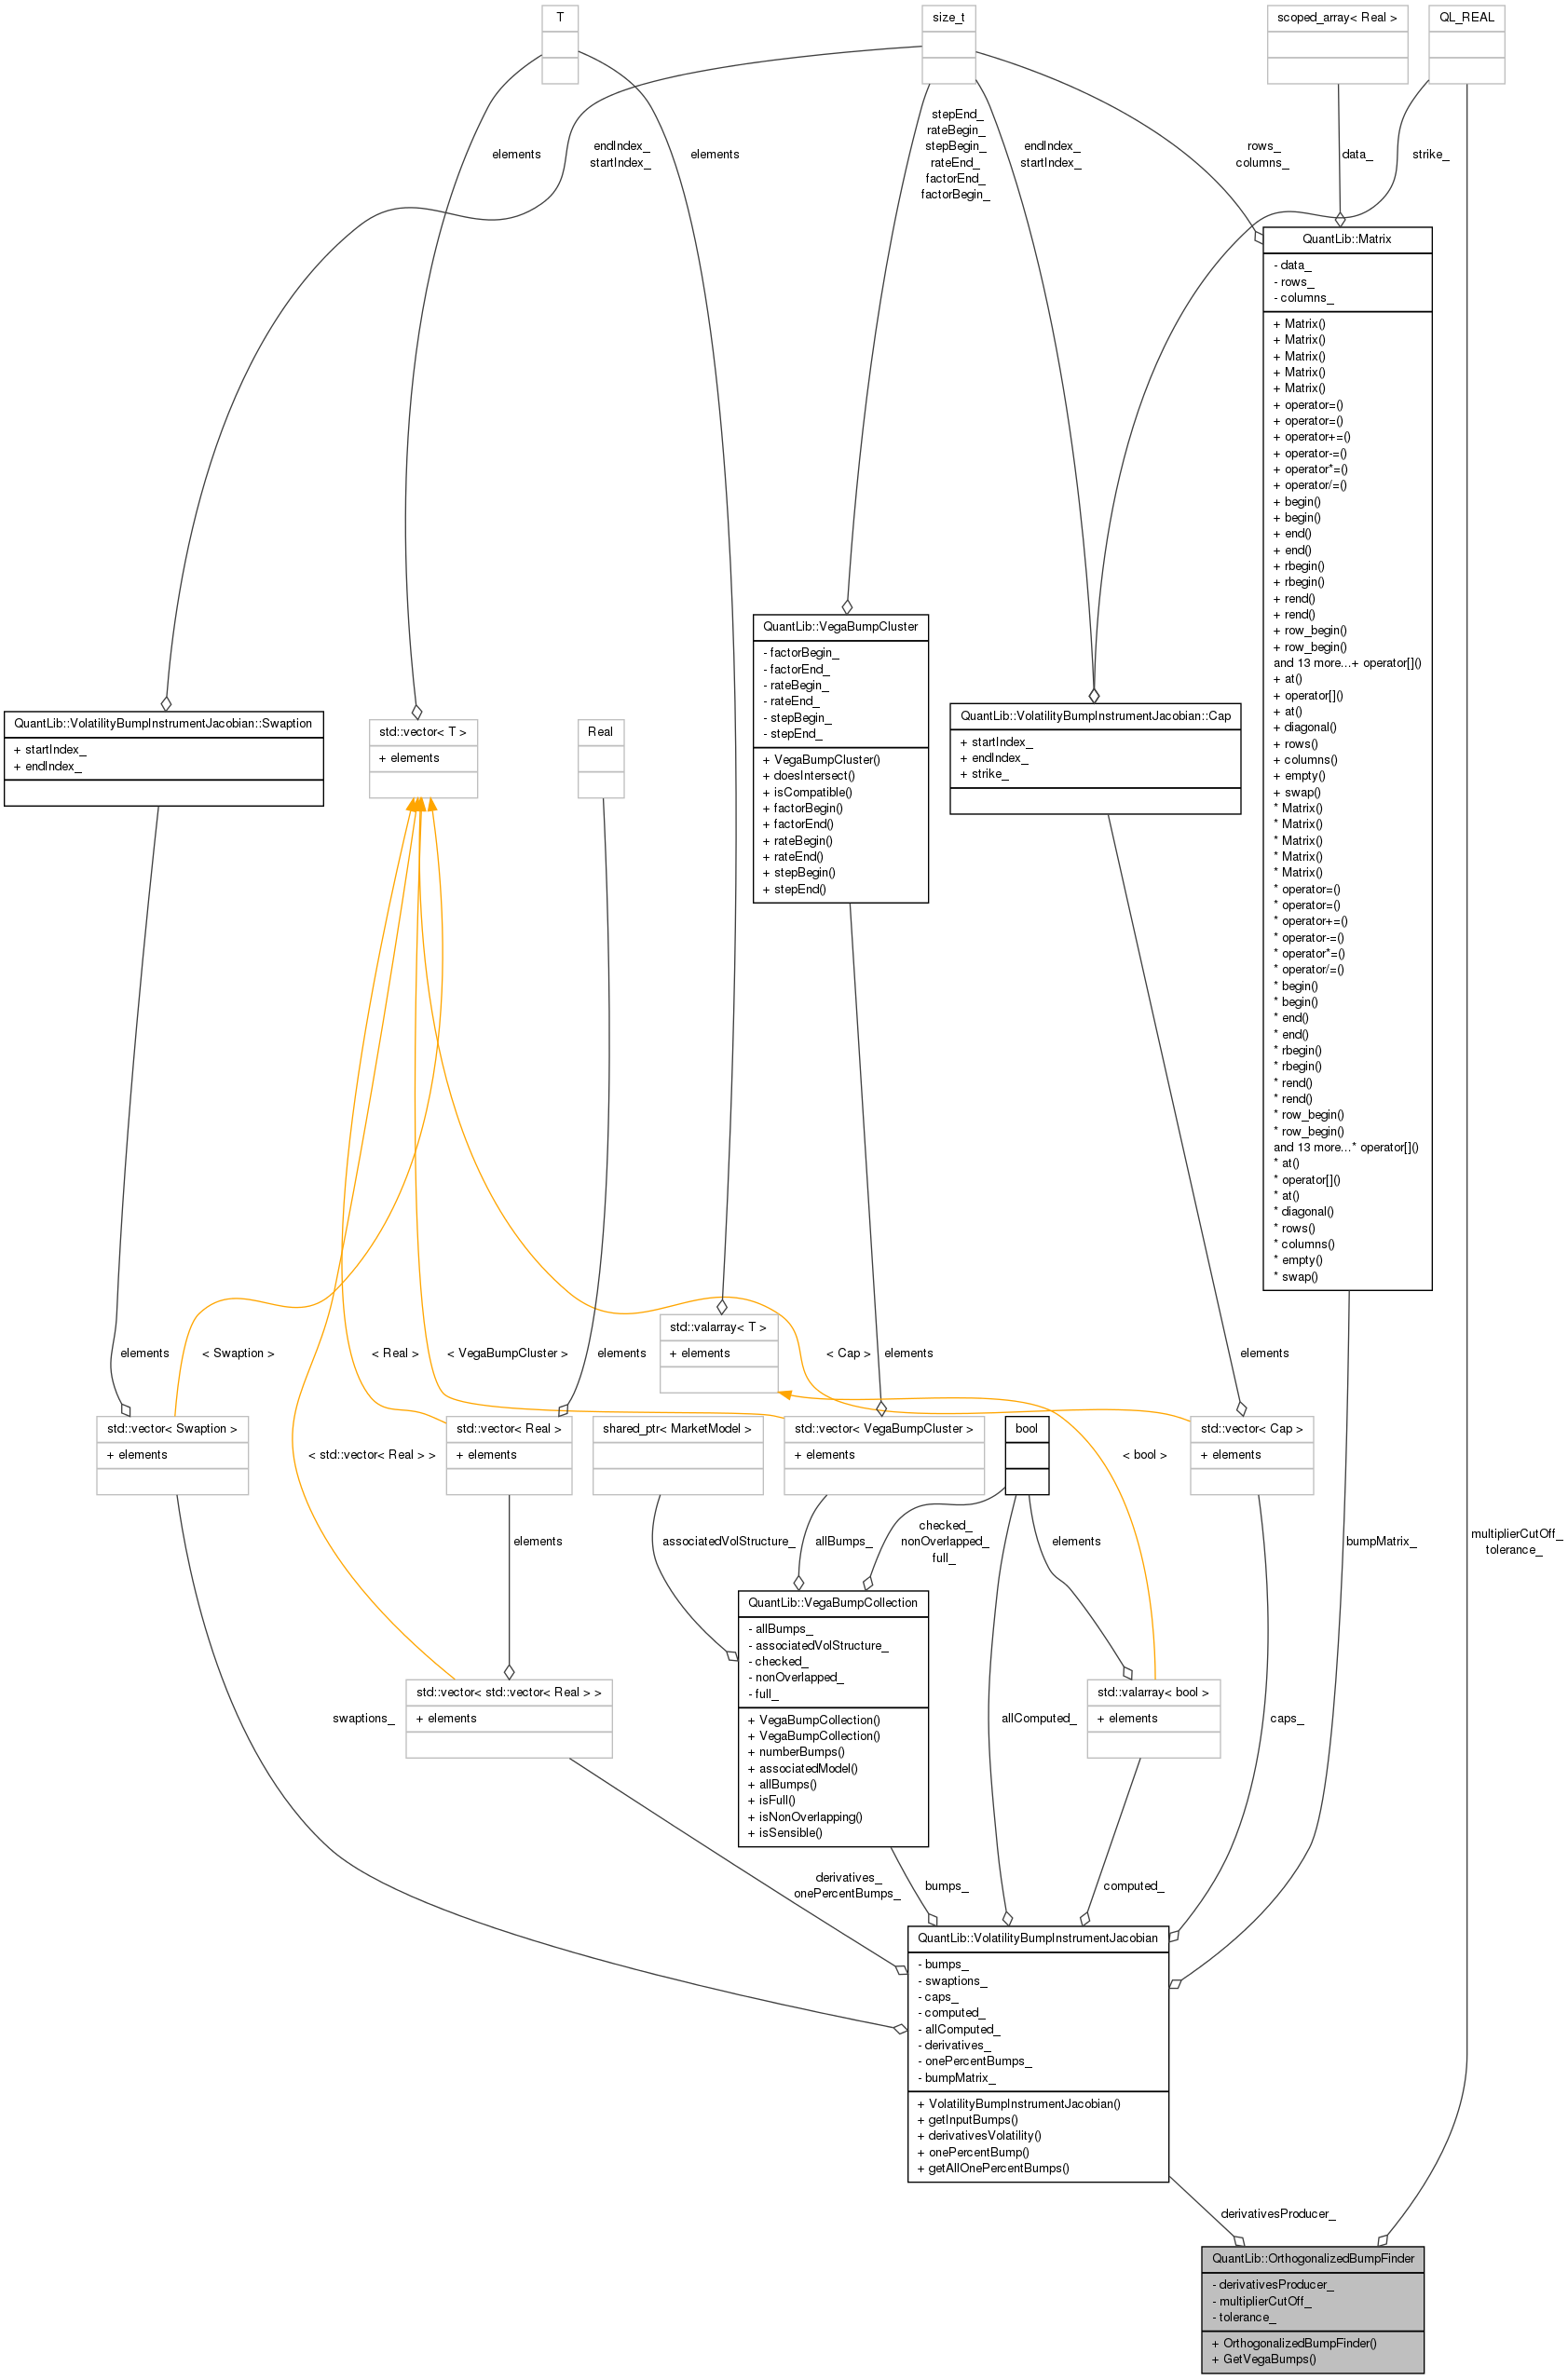 T
size_t
scoped_array< Real >
QL_REAL
elements
endIndex_
startIndex_
elements
stepEnd_
rateBegin_
stepBegin_
rateEnd_
factorEnd_
factorBegin_
endIndex_
startIndex_
rows_
columns_
data_
strike_
QuantLib::Matrix
- data_
- rows_
- columns_
+ Matrix()
+ Matrix()
+ Matrix()
+ Matrix()
+ Matrix()
+ operator=()
+ operator=()
+ operator+=()
+ operator-=()
+ operator*=()
+ operator/=()
+ begin()
+ begin()
+ end()
+ end()
+ rbegin()
+ rbegin()
+ rend()
+ rend()
+ row_begin()
+ row_begin()
and 13 more...+ operator[]()
+ at()
+ operator[]()
+ at()
+ diagonal()
+ rows()
+ columns()
+ empty()
+ swap()
* Matrix()
* Matrix()
* Matrix()
* Matrix()
* Matrix()
* operator=()
* operator=()
* operator+=()
* operator-=()
* operator*=()
* operator/=()
* begin()
* begin()
* end()
* end()
* rbegin()
* rbegin()
* rend()
* rend()
* row_begin()
* row_begin()
and 13 more...* operator[]()
* at()
* operator[]()
* at()
* diagonal()
* rows()
* columns()
* empty()
* swap()
QuantLib::VegaBumpCluster
- factorBegin_
- factorEnd_
- rateBegin_
- rateEnd_
- stepBegin_
- stepEnd_
+ VegaBumpCluster()
+ doesIntersect()
+ isCompatible()
+ factorBegin()
+ factorEnd()
+ rateBegin()
+ rateEnd()
+ stepBegin()
+ stepEnd()
QuantLib::VolatilityBumpInstrumentJacobian::Swaption
+ startIndex_
+ endIndex_
std::vector< T >
+ elements
Real
QuantLib::VolatilityBumpInstrumentJacobian::Cap
+ startIndex_
+ endIndex_
+ strike_
std::valarray< T >
+ elements
elements
< Swaption >
< Real >
< VegaBumpCluster >
elements
< Cap >
elements
elements
std::vector< Swaption >
+ elements
< std::vector< Real > >
std::vector< Real >
+ elements
shared_ptr< MarketModel >
std::vector< VegaBumpCluster >
+ elements
bool
< bool >
std::vector< Cap >
+ elements
elements
associatedVolStructure_
allBumps_
checked_
nonOverlapped_
full_
elements
bumpMatrix_
multiplierCutOff_
tolerance_
QuantLib::VegaBumpCollection
- allBumps_
- associatedVolStructure_
- checked_
- nonOverlapped_
- full_
+ VegaBumpCollection()
+ VegaBumpCollection()
+ numberBumps()
+ associatedModel()
+ allBumps()
+ isFull()
+ isNonOverlapping()
+ isSensible()
swaptions_
std::vector< std::vector< Real > >
+ elements
allComputed_
std::valarray< bool >
+ elements
caps_
derivatives_
onePercentBumps_
bumps_
computed_
QuantLib::VolatilityBumpInstrumentJacobian
- bumps_
- swaptions_
- caps_
- computed_
- allComputed_
- derivatives_
- onePercentBumps_
- bumpMatrix_
+ VolatilityBumpInstrumentJacobian()
+ getInputBumps()
+ derivativesVolatility()
+ onePercentBump()
+ getAllOnePercentBumps()
derivativesProducer_
QuantLib::OrthogonalizedBumpFinder
- derivativesProducer_
- multiplierCutOff_
- tolerance_
+ OrthogonalizedBumpFinder()
+ GetVegaBumps()